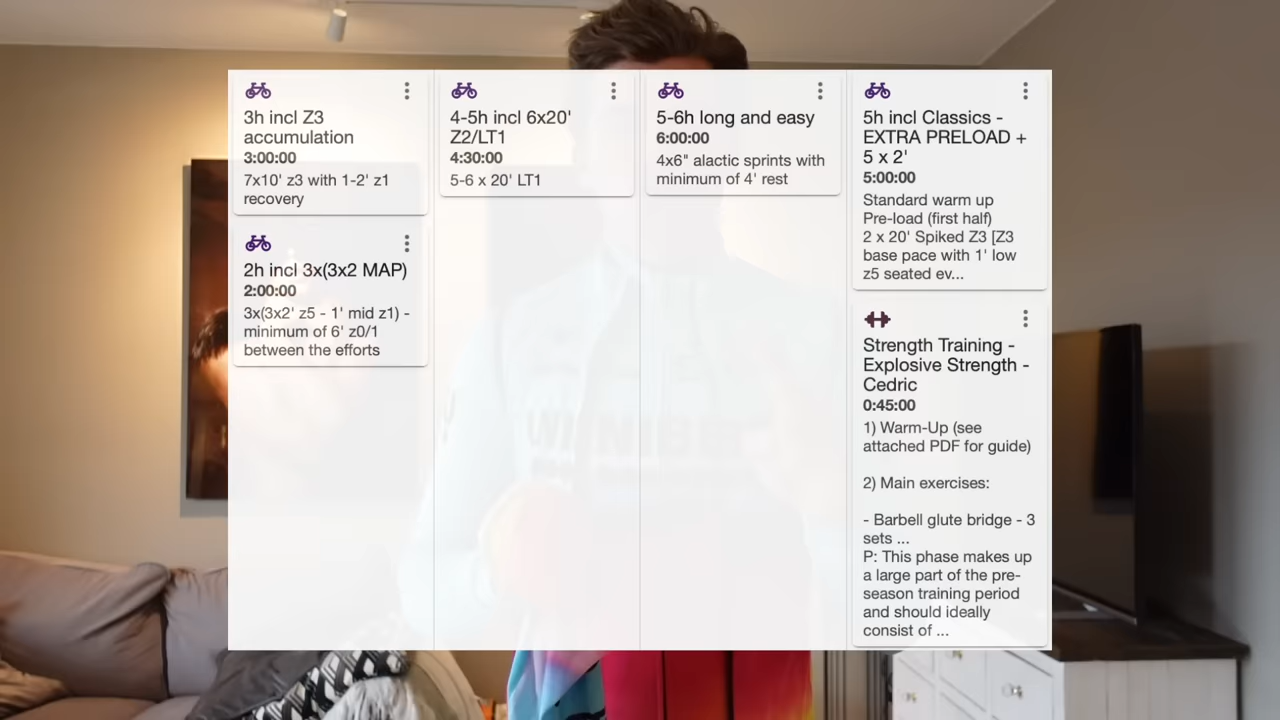 3h incl Z3
accumulation
3:00:00
7x10' z3 with 1-2' z1
recovery
2h incl 3x(3x2 MAP)
2:00:00
3x(3x2' z5 - 1' mid z1) -
minimum of 6' z0/1
between the efforts
4-5h incl 6x20'
Z2/LT1
4:30:00
5-6 x 20' LT1
5-6h long and easy
6:00:00
4x6" alactic sprints with
minimum of 4' rest
5h incl Classics -
EXTRA PRELOAD +
5 x 2'
5:00:00
Standard warm up
Pre-load (first half)
2 x 20' Spiked Z3 [Z3
base pace with 1' low
z5 seated ev...
Strength Training -
Explosive Strength -
Cedric
0:45:00
1) Warm-Up (see
attached PDF for guide)
2) Main exercises:
- Barbell glute bridge - 3
sets ...
P: This phase makes up
a large part of the pre-
season training period
and should ideally
consist of ...